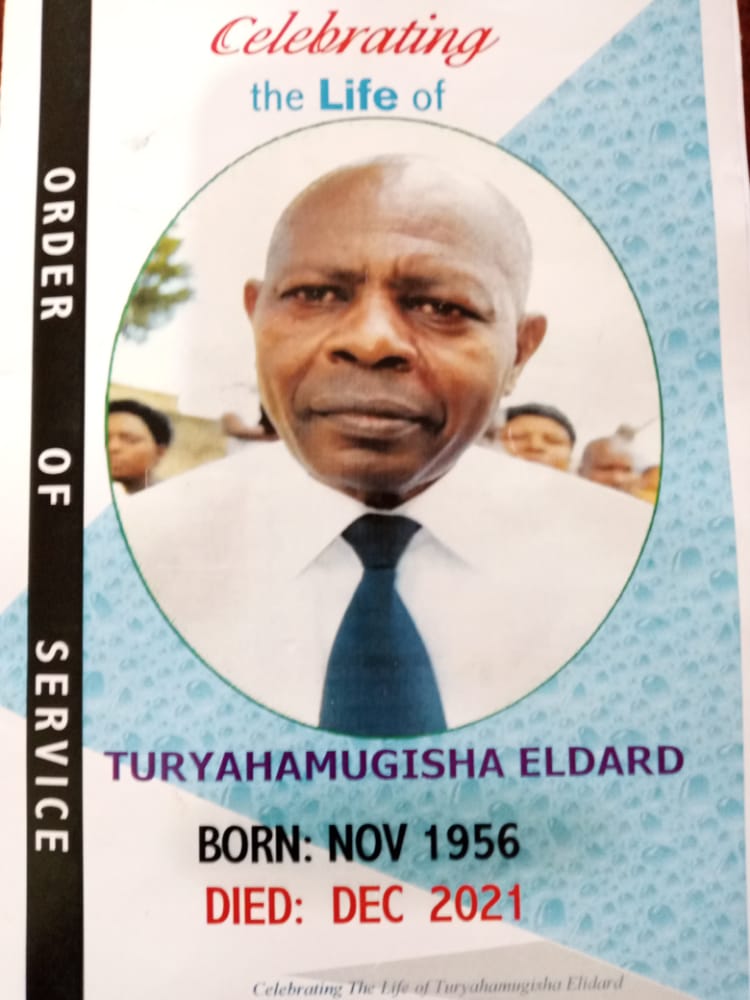 Celebrating
the Life of
ORDER OF SERVICE
TURYAHAMUGISHA ELDARD
BORN: NOV 1956
DIED: DEC 2021
Celebrating The Life of Turyahamugisha Elidard